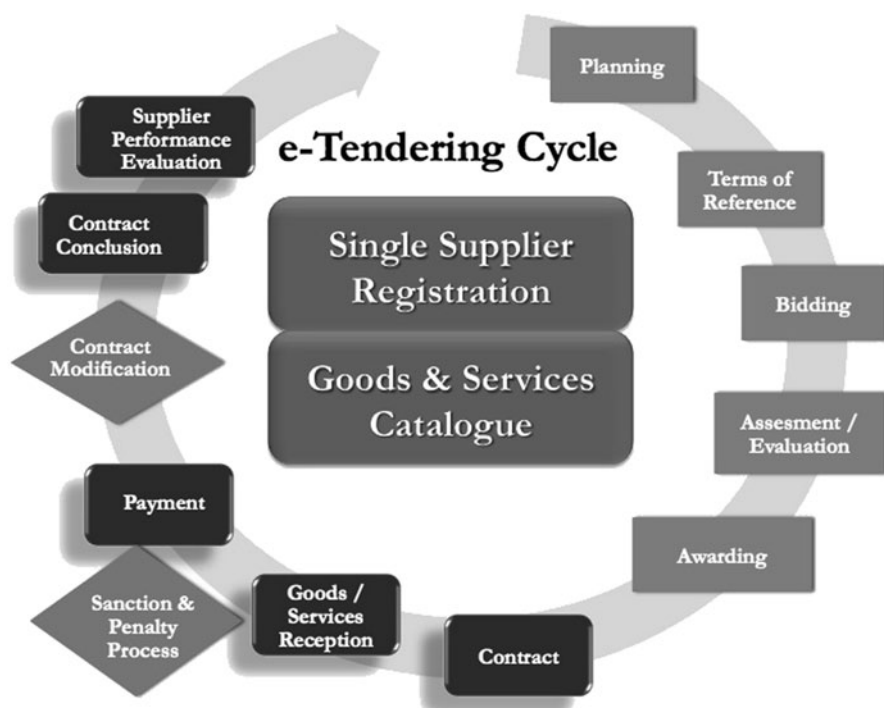 Planning
Supplier
Performance
Evaluation
e-Tendering Cycle
Terms of
Reference
Contract
Conclusion
Single Supplier
Registration
Bidding
Contract
Modification
Goods & Services
Catalogue
Assesment /
Evaluation
Payment
Awarding
Sanction &
Penalty
Process
Goods /
Services
Reception
Contract